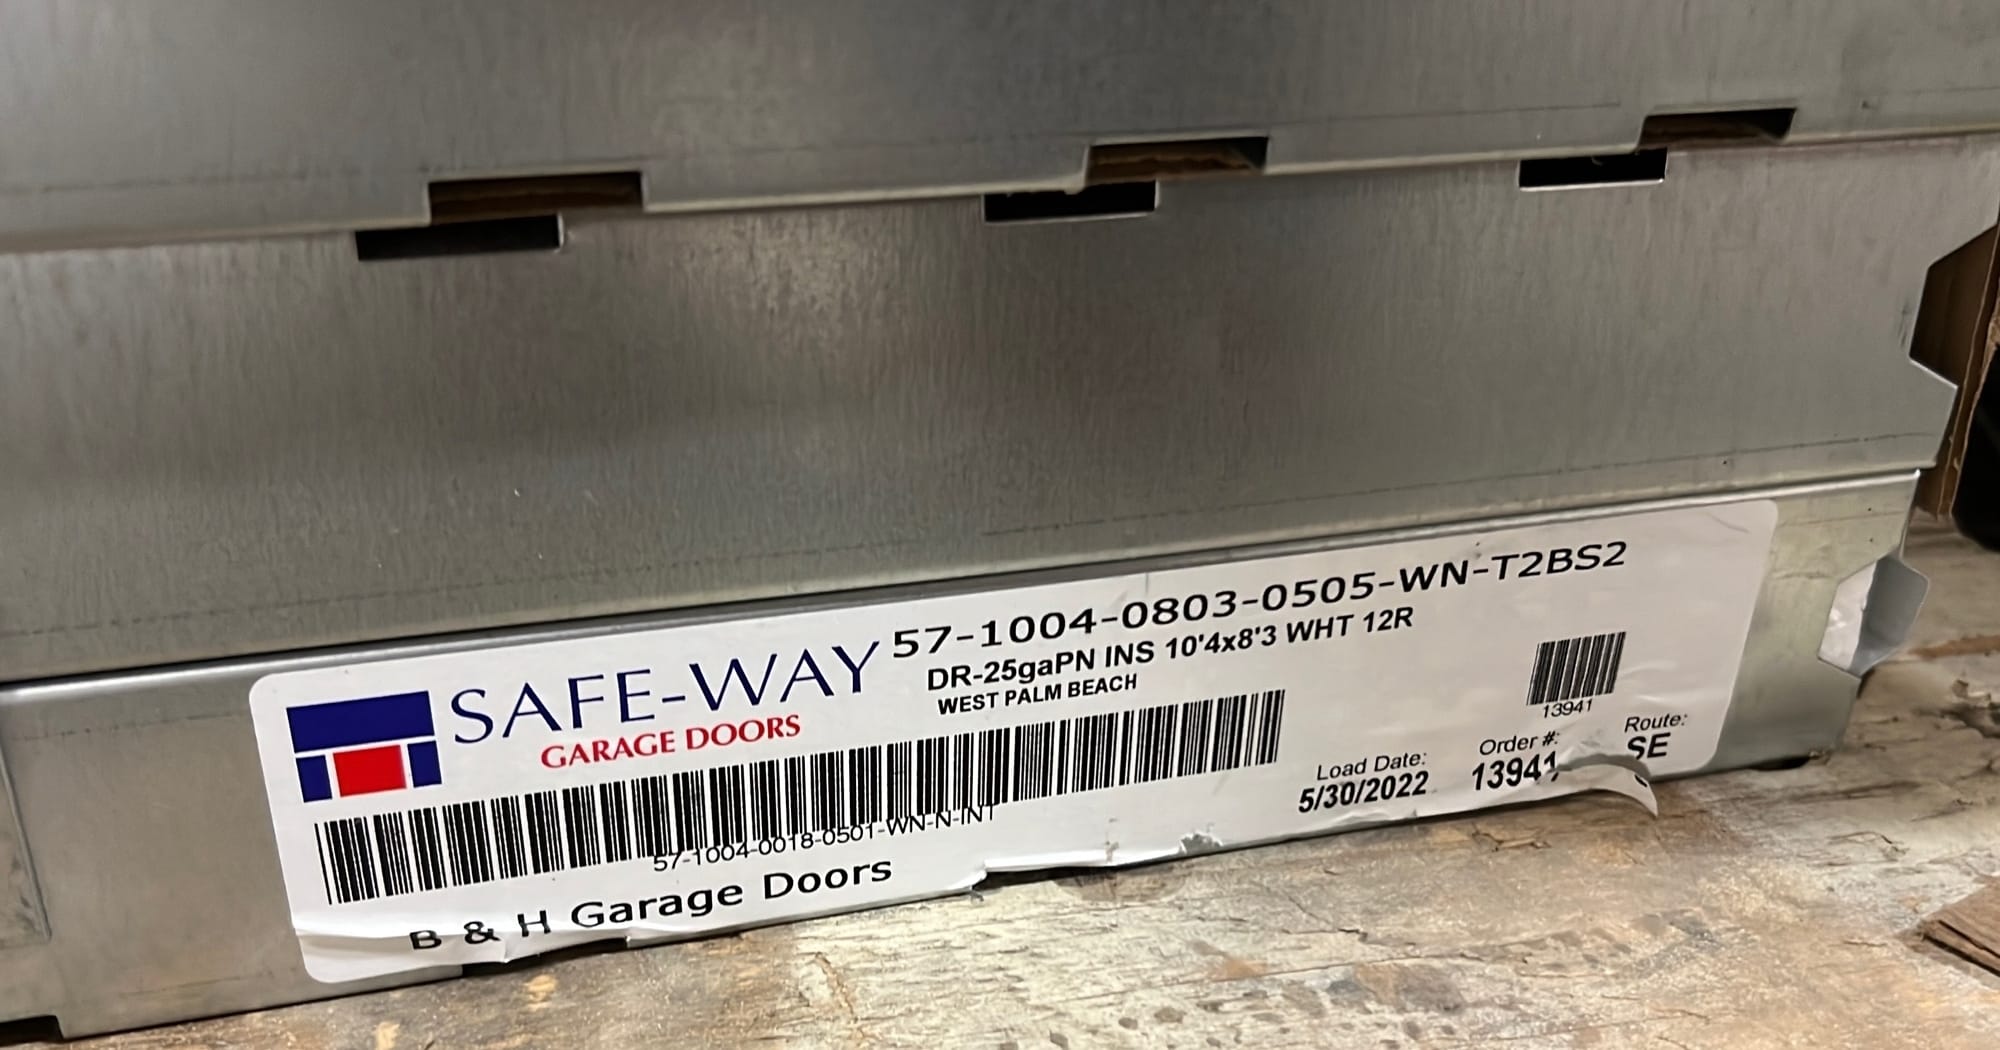 SAFE-WAY
GARAGE DOORS
57-1004-0803-0505-WN-T2BS2
DR-25gaPN INS 10'4x8'3 WHT 12R
WEST PALM BEACH
57-1004-0018-0501-WN-N-INT
B & H Garage Doors
13941
Load Date:
5/30/2022
Order #:
13941
Route:
SE